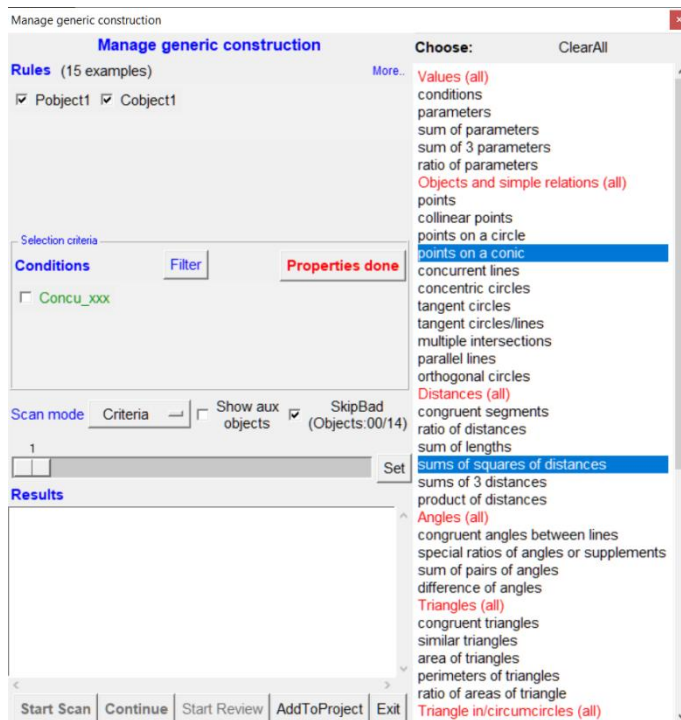 Manage generic construction
Manage generic construction
Rules (15 examples) More..
Pobject1 Cobject1
Selection criteria
Conditions Filter Properties done
Concu_xxx
Scan mode Criteria Show aux objects SkipBad (Objects:00/14)
1
Set
Results
Start Scan Continue Start Review AddToProject Exit
Choose: ClearAll
Values (all)
conditions
parameters
sum of parameters
sum of 3 parameters
ratio of parameters
Objects and simple relations (all)
points
collinear points
points on a circle
points on a conic
concurrent lines
concentric circles
tangent circles
tangent circles/lines
multiple intersections
parallel lines
orthogonal circles
Distances (all)
congruent segments
ratio of distances
sum of lengths
sums of squares of distances
sums of 3 distances
product of distances
Angles (all)
congruent angles between lines
special ratios of angles or supplements
sum of pairs of angles
difference of angles
Triangles (all)
congruent triangles
similar triangles
area of triangles
perimeters of triangles
ratio of areas of triangle
Triangle in/circumcircles (all)